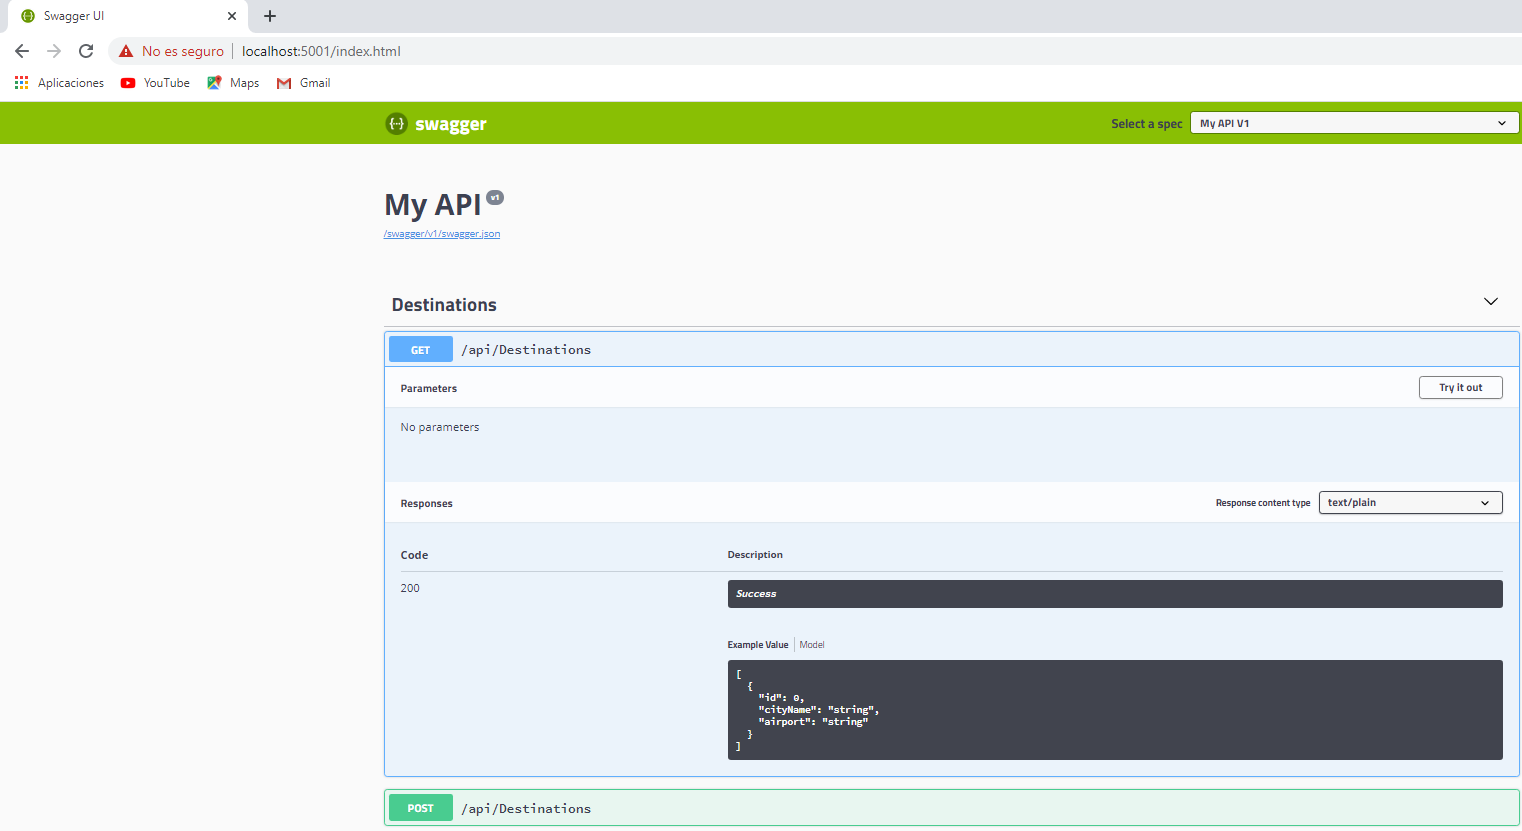 Swagger UI
No es seguro localhost:5001/index.html
Aplicaciones YouTube Maps Gmail
{...} swagger Select a spec My API V1
My API v1
/swagger/v1/swagger.json
Destinations
GET /api/Destinations
Parameters Try it out
No parameters
Responses Response content type text/plain
Code Description
200 Success
Example Value Model
[
{
"id": 0,
"cityName": "string",
"airport": "string"
}
]
POST /api/Destinations